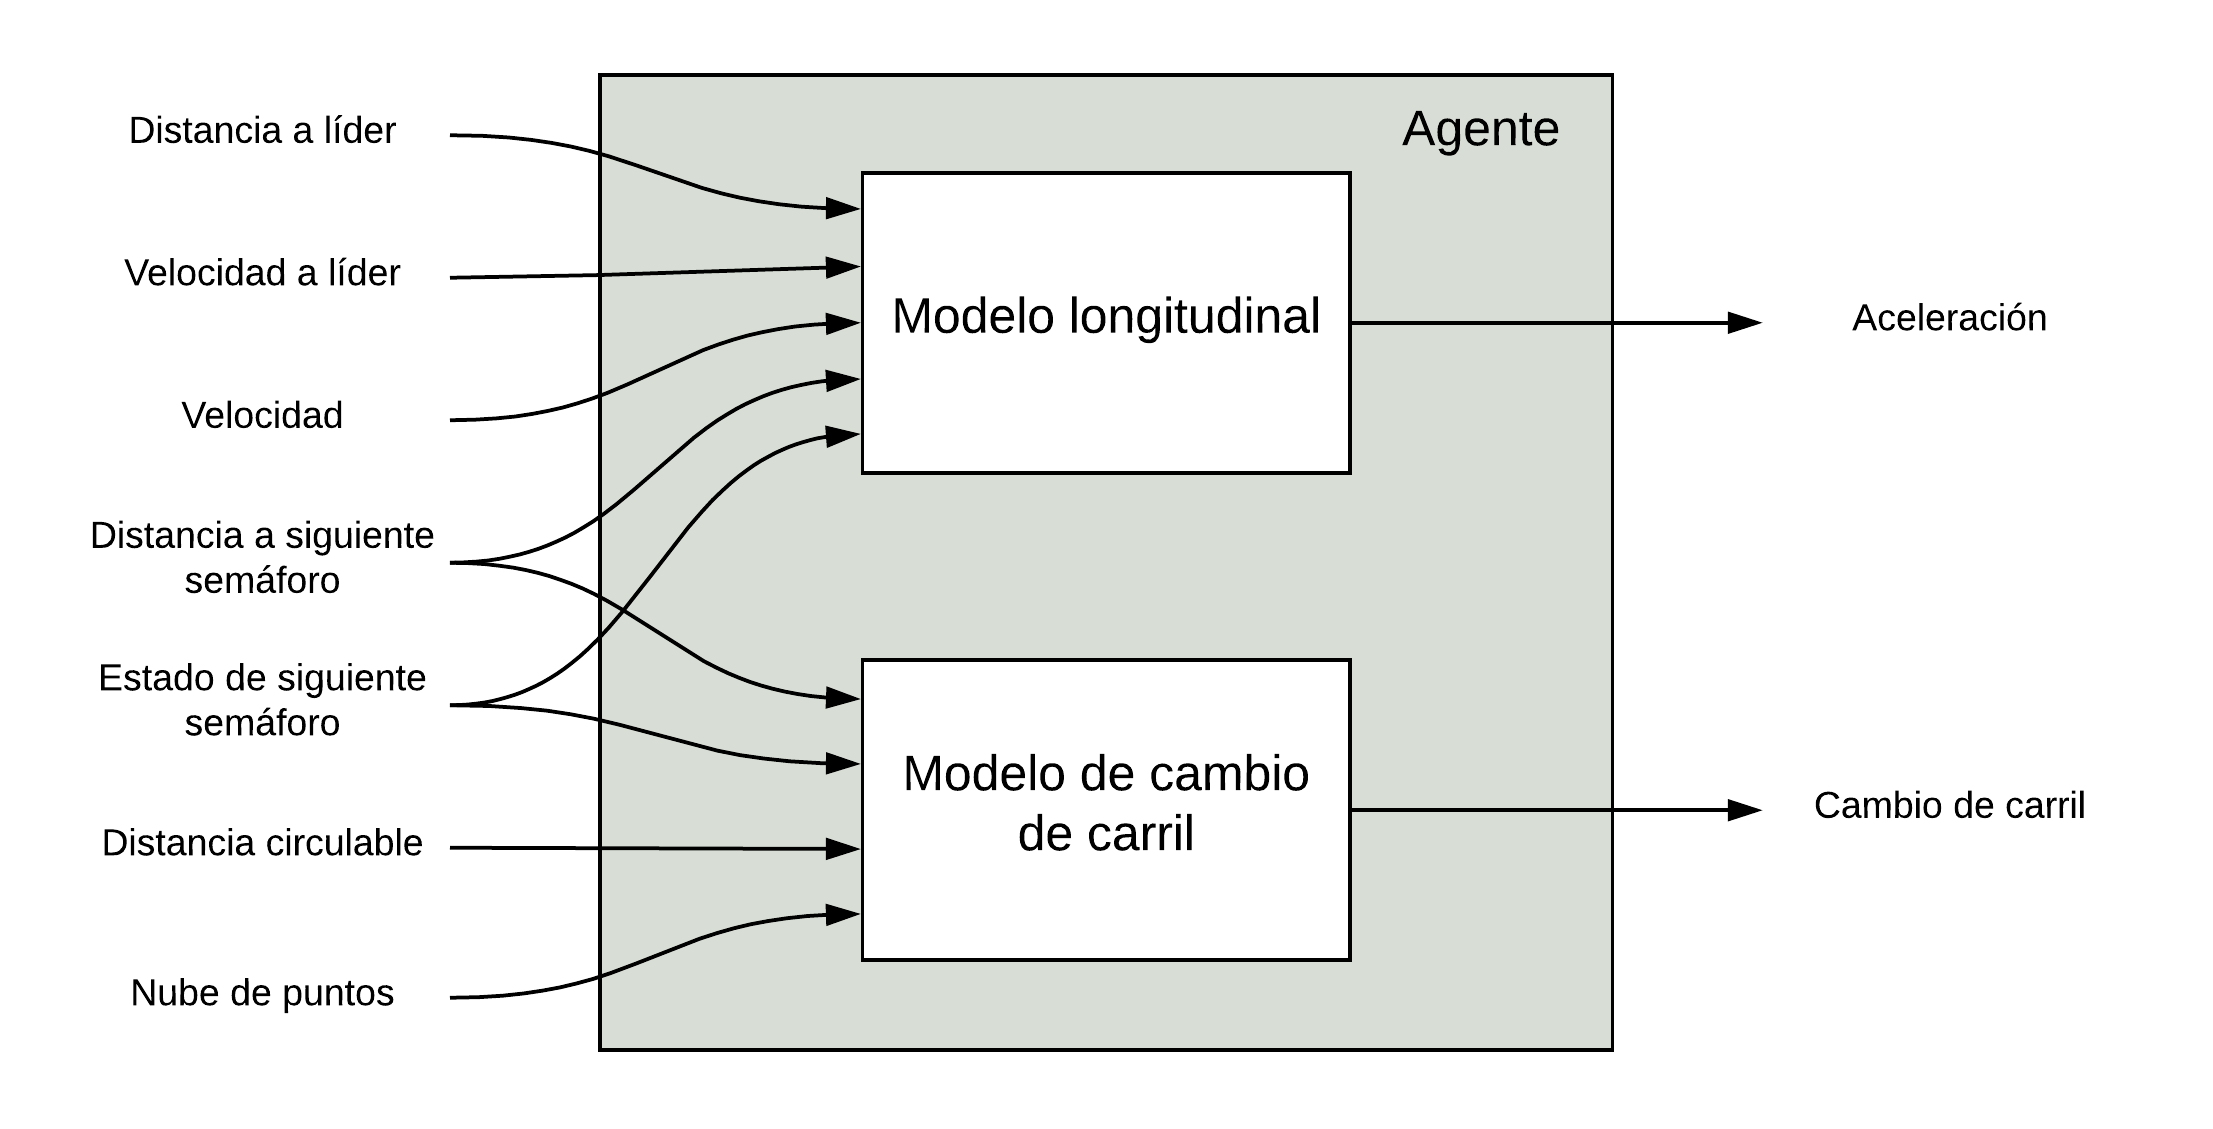 Agente
Distancia a líder
Velocidad a líder
Velocidad
Distancia a siguiente
semáforo
Estado de siguiente
semáforo
Distancia circulable
Nube de puntos
Modelo longitudinal
Modelo de cambio
de carril
Aceleración
Cambio de carril